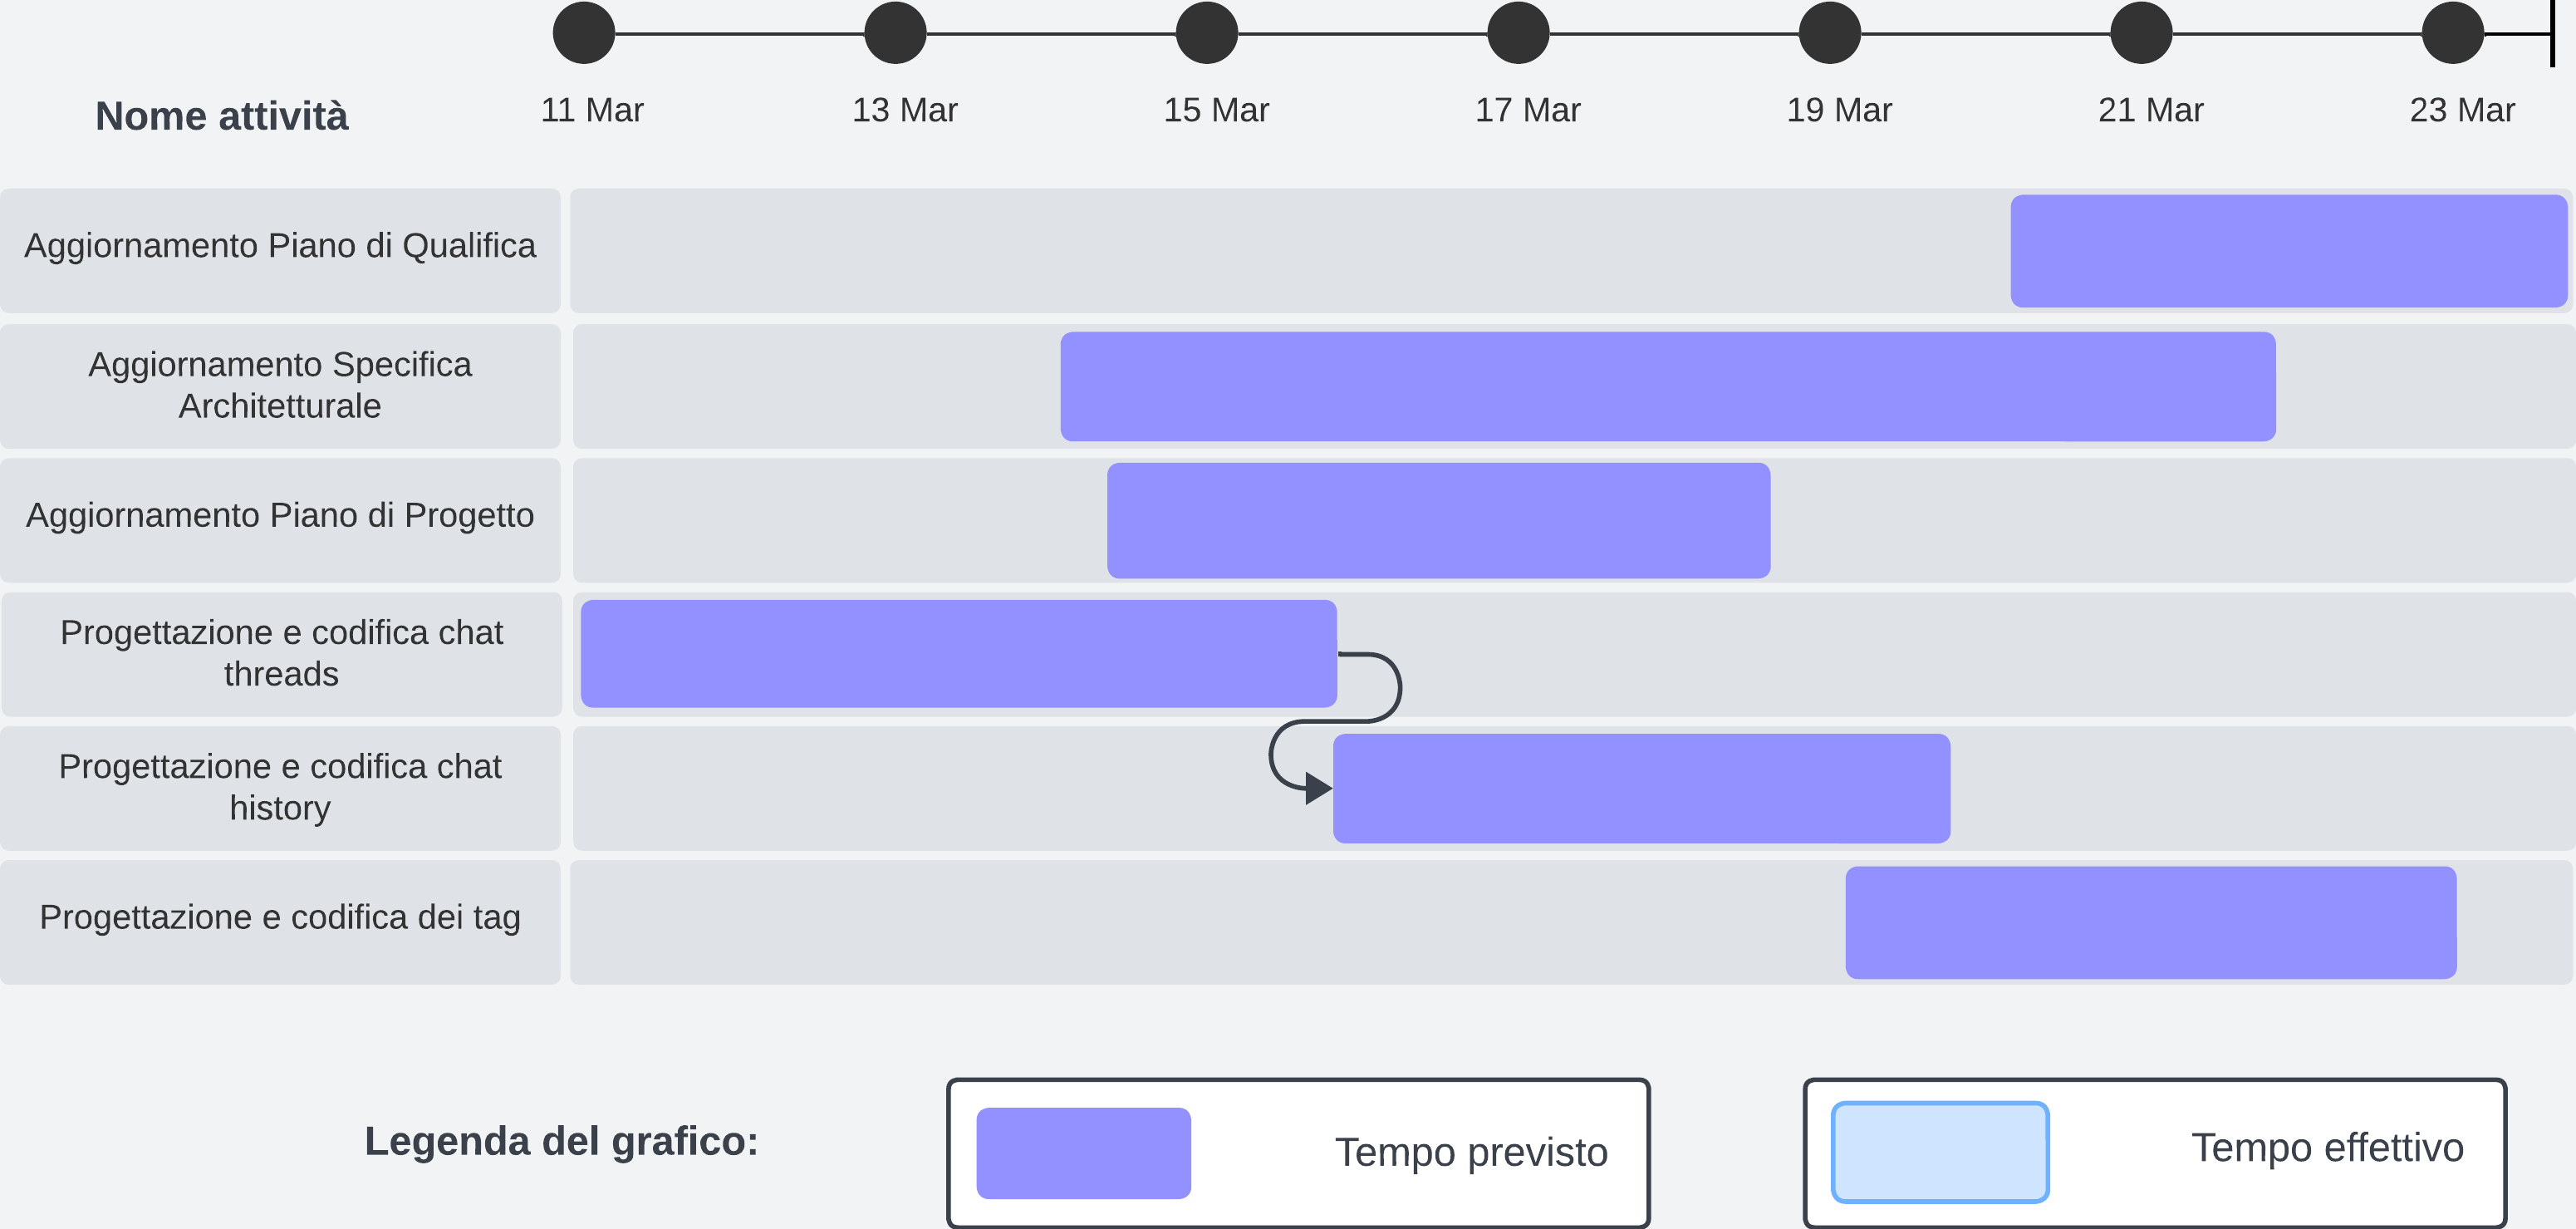 11 Mar
13 Mar
15 Mar
17 Mar
19 Mar
21 Mar
23 Mar
Nome attività
Aggiornamento Piano di Qualifica
Aggiornamento Specifica
Architetturale
Aggiornamento Piano di Progetto
Progettazione e codifica chat
threads
Progettazione e codifica chat
history
Progettazione e codifica dei tag
Legenda del grafico:
Tempo previsto
Tempo effettivo